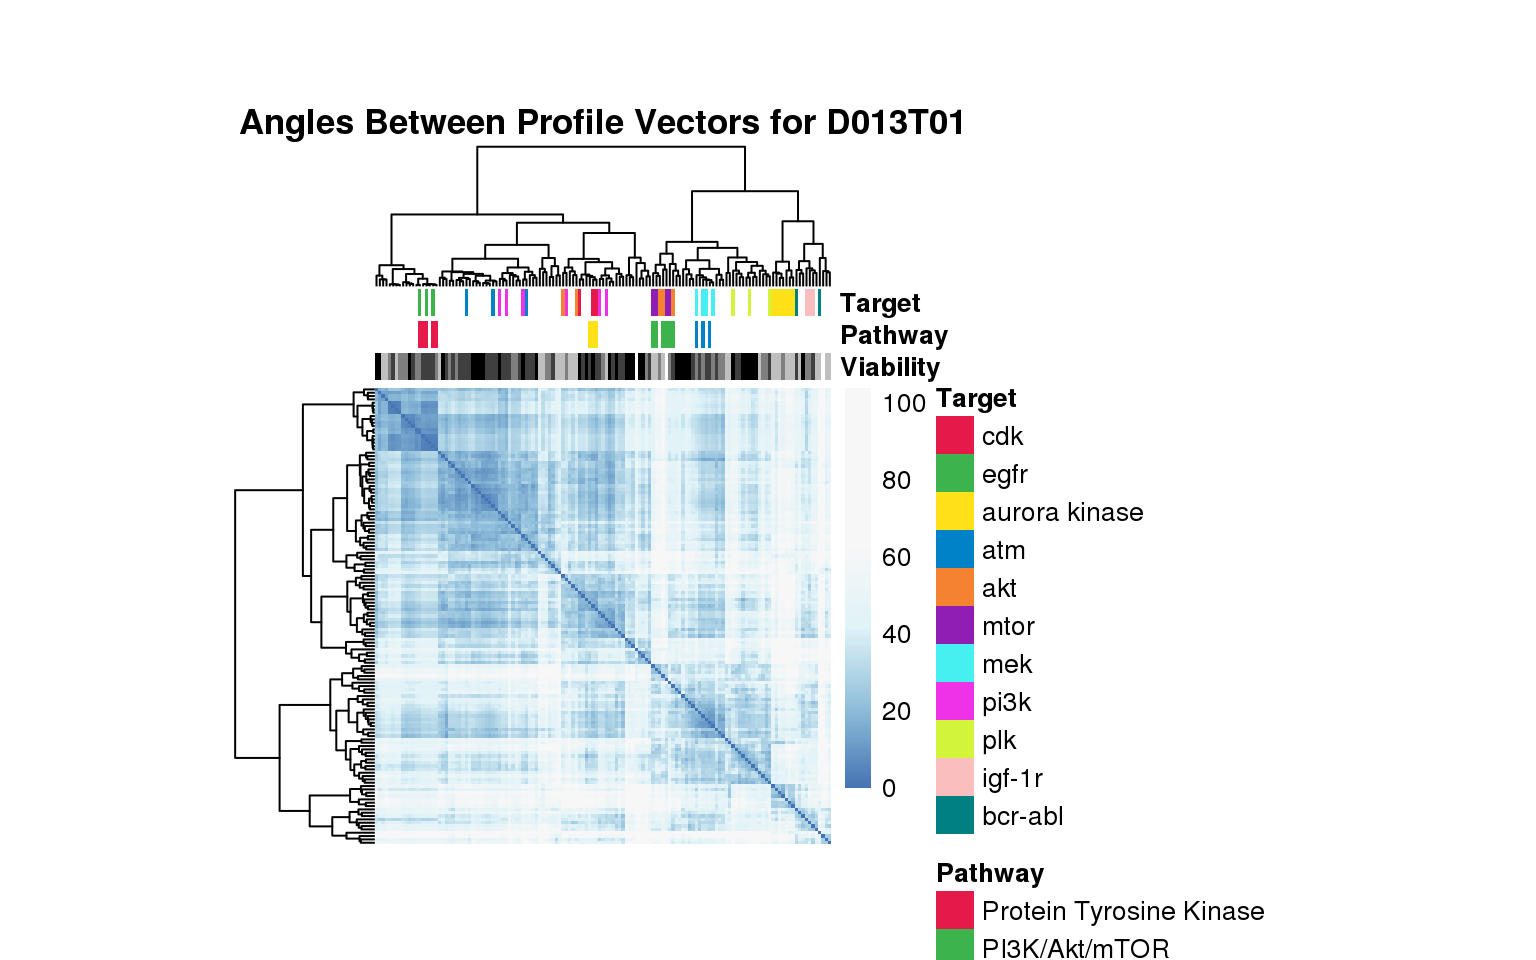 Angles Between Profile Vectors for D013T01
Target
Pathway
Viability
100
80
60
40
20
0
Target
cdk
egfr
aurora kinase
atm
akt
mtor
mek
pi3k
plk
igf-1r
bcr-abl
Pathway
Protein Tyrosine Kinase
PI3K/Akt/mTOR